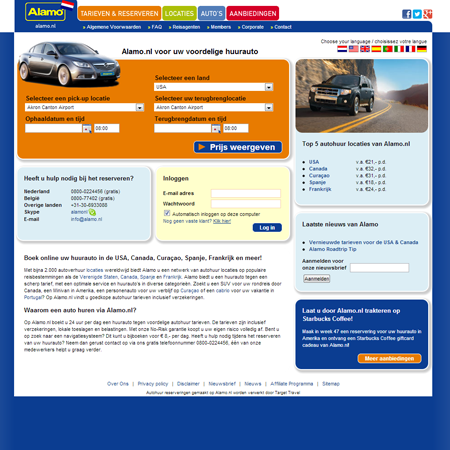 Alamo
alamo.nl
TARIEVEN & RESERVEREN
LOCATIES
AUTO'S
AANBIEDINGEN
Algemene Voorwaarden
FAQ
Reisagenten
Members
Corporate
Contact
Choose your language / choisissez votre langue
Alamo.nl voor uw voordelige huurauto
Selecteer een land
USA
Selecteer een pick-up locatie
Selecteer uw terugbrenglocatie
Akron Canton Airport
Akron Canton Airport
Ophaaldatum en tijd
Terugbrengdatum en tijd
08:00
08:00
Prijs weergeven
Top 5 autohuur locaties van Alamo.nl
USA v.a. €21,- p.d.
Canada v.a. €32,- p.d.
Curaçao v.a. €31,- p.d.
Spanje v.a. €18,- p.d.
Frankrijk v.a. €24,- p.d.
Heeft u hulp nodig bij het reserveren?
Nederland 0800-0224456 (gratis)
België 0800-77402 (gratis)
Overige landen +31-38-6933088
Skype alamonl
E-mail info@alamo.nl
Inloggen
E-mail adres
Wachtwoord
Automatisch inloggen op deze computer
Nog geen vaste klant? Klik hier!
Log in
Laatste nieuws van Alamo
Vernieuwde tarieven voor de USA & Canada
Alamo Roadtrip Tip
Aanmelden voor
onze nieuwsbrief
Aanmelden
Boek online uw huurauto in de USA, Canada, Curaçao, Spanje, Frankrijk en meer!
Met bijna 2.000 autoverhuur locaties wereldwijd biedt Alamo u een netwerk van autohuur locaties op populaire
reisbestemmingen als de Verenigde Staten, Canada, Spanje en Frankrijk. Alamo biedt u huurauto tegen een
scherp tarief, met een optimale service en huurauto's in diverse categorieën. Zoekt u een SUV voor uw rondreis door
Canada, een Minivan in Amerika, een personenauto voor uw verblijf op Curaçao of een cabrio voor uw vakantie in
Portugal? Op Alamo.nl vindt u goedkope autohuur tarieven inclusief verzekeringen.
Waarom een auto huren via Alamo.nl?
Op Alamo.nl boekt u 24 uur per dag een huurauto tegen voordelige autohuur tarieven. De tarieven zijn inclusief
verzekeringen, lokale toeslagen en belastingen. Met onze No-Risk garantie koopt u uw eigen risico volledig af. Bent u
op zoek naar een navigatiesysteem? Dit kunt u bijboeken voor € 8,- per dag. Heeft u hulp nodig bij het reserveren
van uw huurauto? Neem dan gerust contact op via ons gratis telefoonnummer 0800-0224456, één van onze
medewerkers helpt u graag verder.
Laat u door Alamo.nl trakteren op
Starbucks Coffee!
Maak in week 47 een reservering voor uw huurauto in
Amerika en ontvang een Starbucks Coffee giftcard
cadeau van Alamo.nl
Meer aanbiedingen
Over Ons | Privacy policy | Disclaimer | Nieuwsbrief | Nieuws | Affiliate Programma | Sitemap
Autohuur reserveringen gemaakt op Alamo.nl worden verwerkt door Target Travel